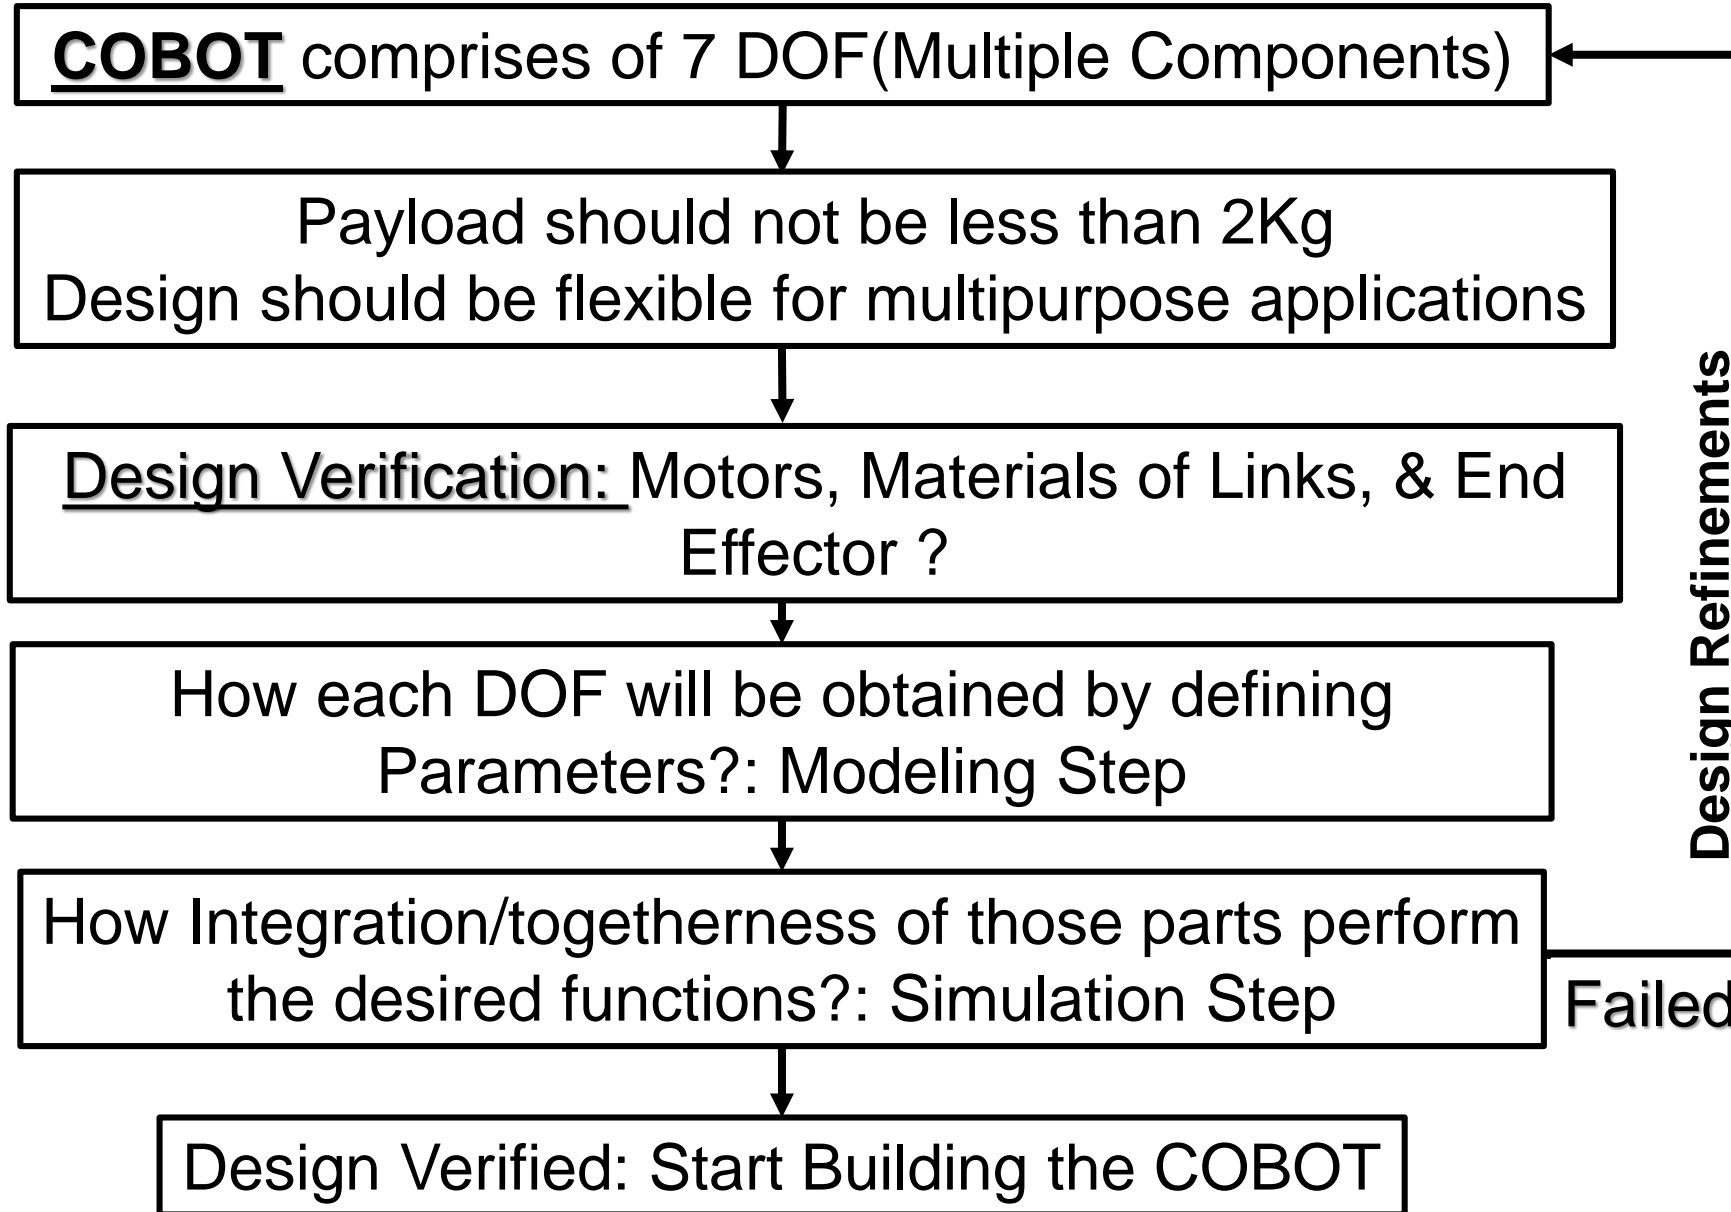 COBOT comprises of 7 DOF(Multiple Components)
Payload should not be less than 2Kg
Design should be flexible for multipurpose applications
Design Verification: Motors, Materials of Links, & End
Effector ?
How each DOF will be obtained by defining
Parameters?: Modeling Step
How Integration/togetherness of those parts perform
the desired functions?: Simulation Step
Failed
Design Refinements
Design Verified: Start Building the COBOT